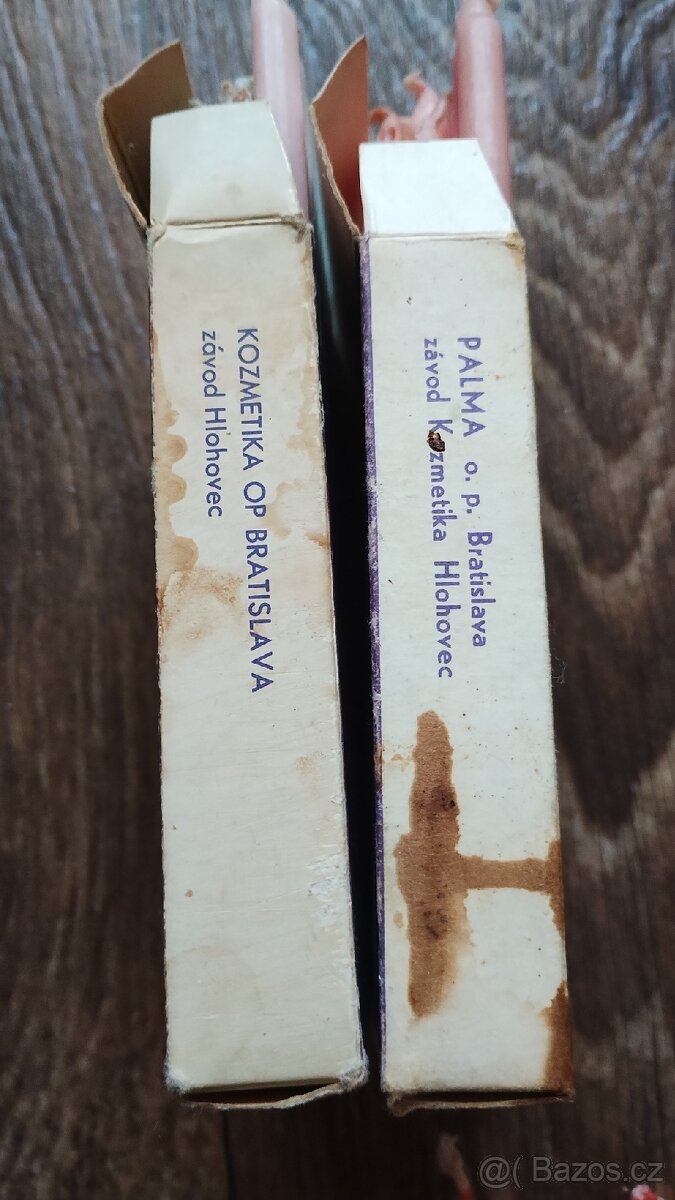 KOZMETIKA OP BRATISLAVA
závod Hlohovec
PALMA o. p. Bratislava
závod Kozmetika Hlohovec
@( Bazos.cz